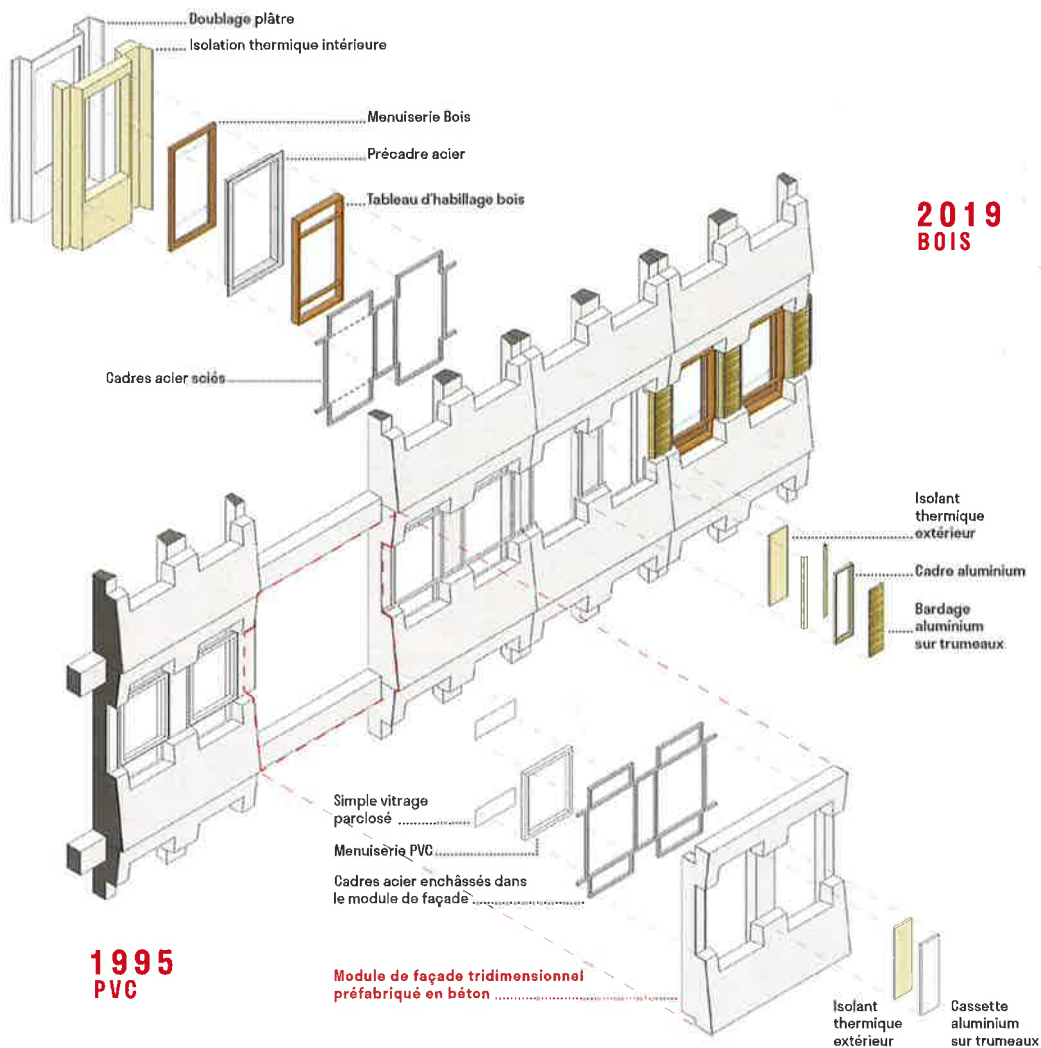 Doublage plâtre
Isolation thermique intérieure
Menuiserie Bois
Précadre acier
Tableau d'habillage bois
2019
BOIS
Cadres acier sciés
Isolant
thermique
extérieur
Cadre aluminium
Bardage
aluminium
sur trumeaux
Simple vitrage
parclosé
Menuiserie PVC
Cadres acier enchâssés dans
le module de façade
1995
PVC
Module de façade tridimensionnel
préfabriqué en béton
Isolant
thermique
extérieur
Cassette
aluminium
sur trumeaux